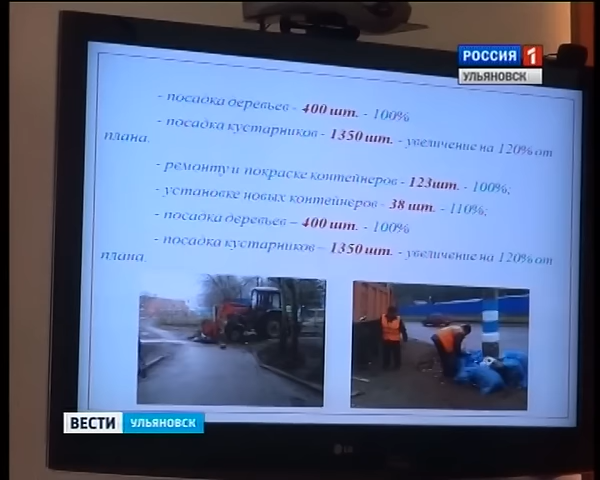 РОССИЯ 1
УЛЬЯНОВСК
- посадка деревьев - 400 шт. - 100%
- посадка кустарников - 1350 шт. - увеличение на 120% от
плана.
- ремонту и покраске контейнеров - 123шт. - 100%;
- установке новых контейнеров - 38 шт. - 110%;
- посадка деревьев – 400 шт. - 100%
- посадка кустарников – 1350 шт. - увеличение на 120% от
плана.
ВЕСТИ УЛЬЯНОВСК
LG